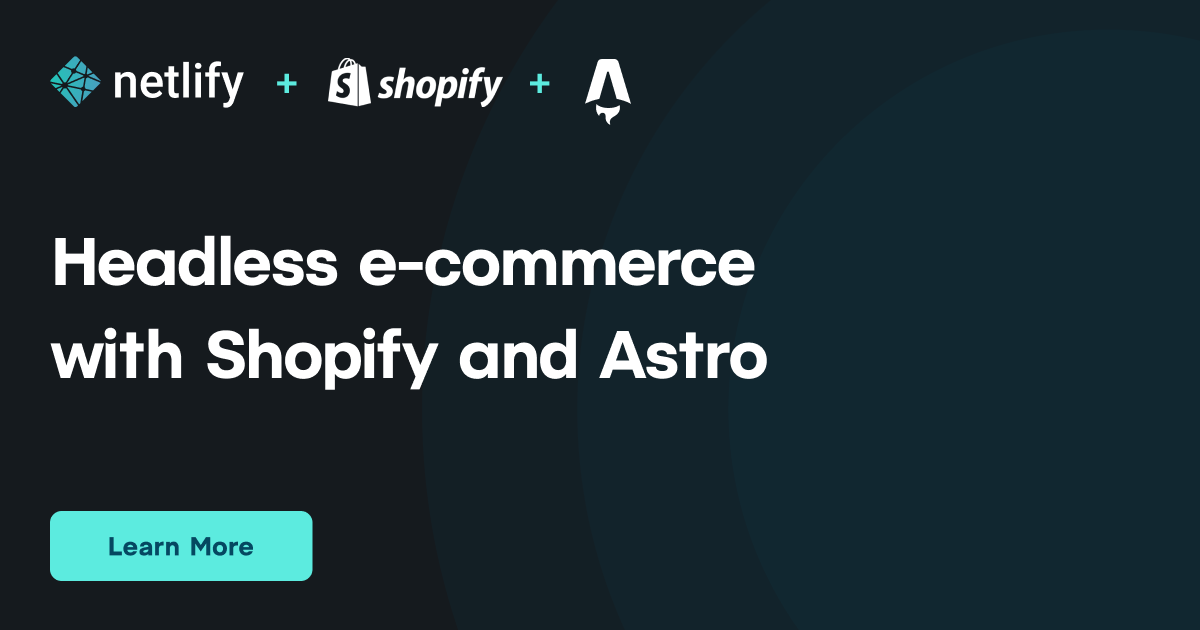 netlify + shopify +
Headless e-commerce
with Shopify and Astro
Learn More